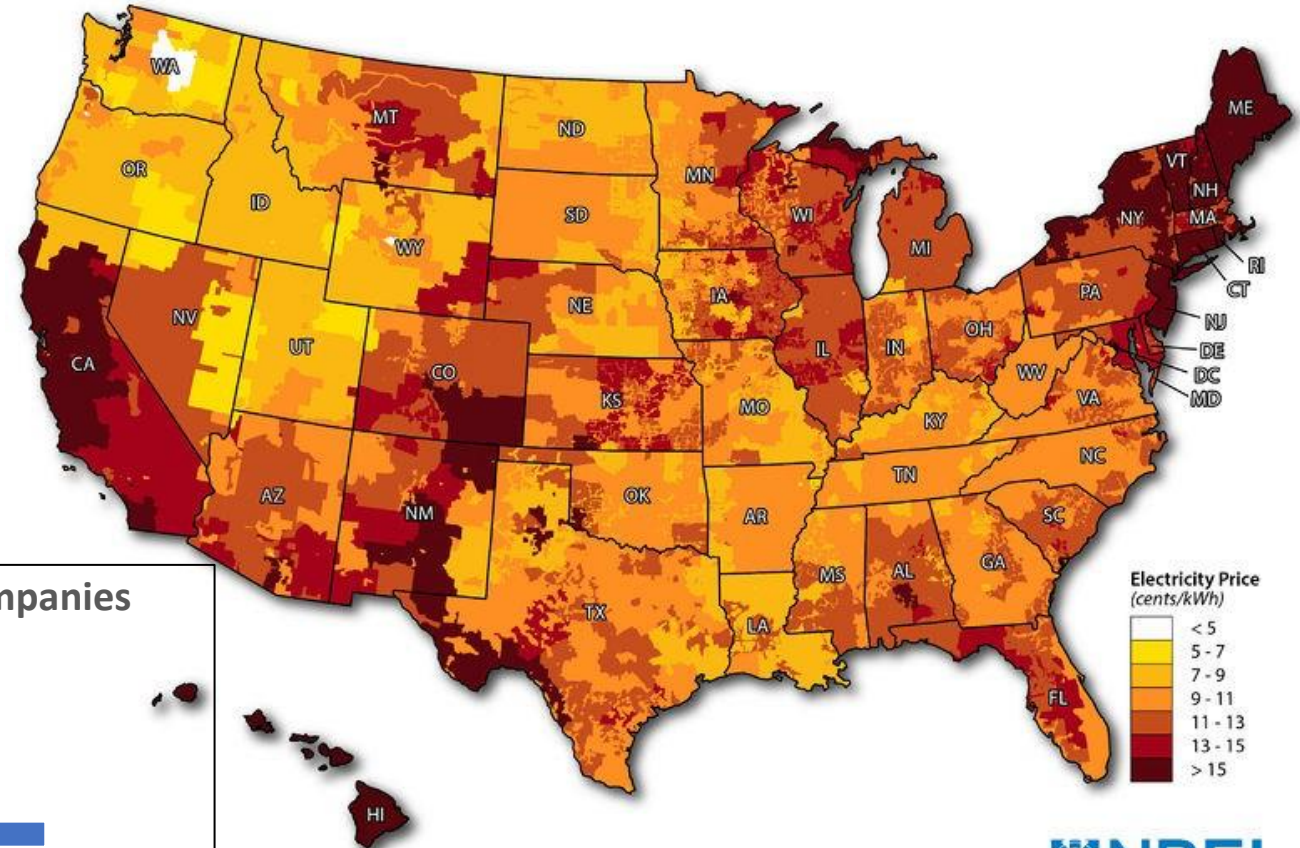 WA
MT
ND
ME
OR
ID
MN
VT
NH
WY
SD
WI
NY
MA
MI
RI
CT
NE
IA
PA
NV
UT
NJ
OH
IL
IN
DE
CA
CO
DC
WV
MD
KS
MO
VA
KY
NC
TN
AZ
OK
NM
AR
SC
GA
MS
AL
TX
LA
FL
HI
Electricity Price
(cents/kWh)
< 5
5 - 7
7 - 9
9 - 11
11 - 13
13 - 15
> 15